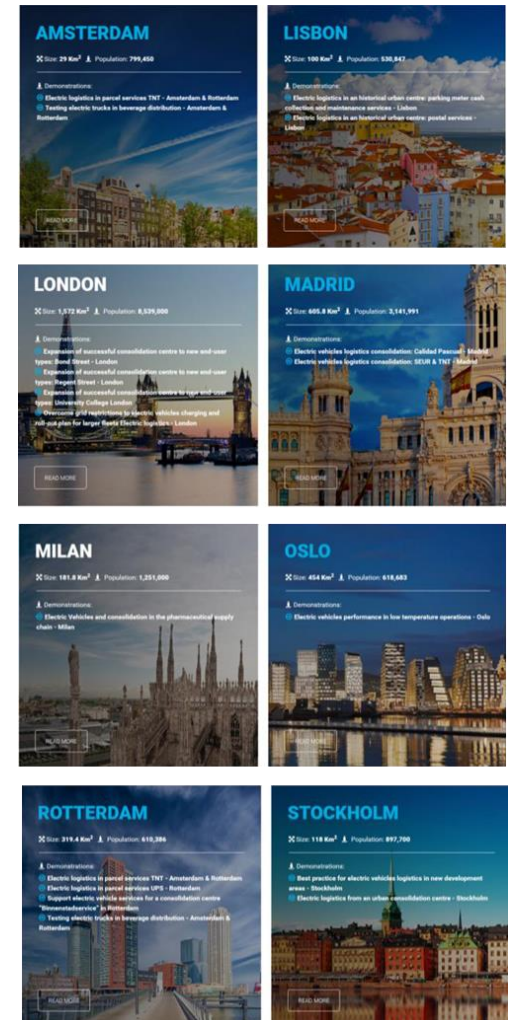 AMSTERDAM
Size: 29 Km² Population: 799,450
Demonstrations:
Electric logistics in parcel services TNT - Amsterdam & Rotterdam
Testing electric trucks in beverage distribution - Amsterdam &
Rotterdam
READ MORE
LISBON
Size: 100 Km² Population: 530,847
Demonstrations:
Electric logistics in an historical urban centre: parking meter cash
collection and maintenance services - Lisbon
Electric logistics in an historical urban centre: postal services -
Lisbon
READ MORE
LONDON
Size: 1,572 Km² Population: 8,539,000
Demonstrations:
Expansion of successful consolidation centre to new end-user
types: Bond Street - London
Expansion of successful consolidation centre to new end-user
types: Regent Street - London
Expansion of successful consolidation centre to new end-user
types: University College London
Overcome grid restrictions to electric vehicles charging and
roll-out plan for larger fleets Electric logistics - London
READ MORE
MADRID
Size: 605.8 Km² Population: 3,141,991
Demonstrations:
Electric vehicles logistics consolidation: Calidad Pascual - Madrid
Electric vehicles logistics consolidation: SEUR & TNT - Madrid
READ MORE
MILAN
Size: 181.8 Km² Population: 1,251,000
Demonstrations:
Electric Vehicles and consolidation in the pharmaceutical supply
chain - Milan
READ MORE
OSLO
Size: 454 Km² Population: 618,683
Demonstrations:
Electric vehicles performance in low temperature operations - Oslo
READ MORE
ROTTERDAM
Size: 319.4 Km² Population: 610,386
Demonstrations:
Electric logistics in parcel services TNT - Amsterdam & Rotterdam
Electric logistics in parcel services UPS - Rotterdam
Support electric vehicle services for a consolidation centre
"Binnenstadservice" in Rotterdam
Testing electric trucks in beverage distribution - Amsterdam &
Rotterdam
READ MORE
STOCKHOLM
Size: 118 Km² Population: 897,700
Demonstrations:
Best practice for electric vehicles logistics in new development
areas - Stockholm
Electric logistics from an urban consolidation centre - Stockholm
READ MORE